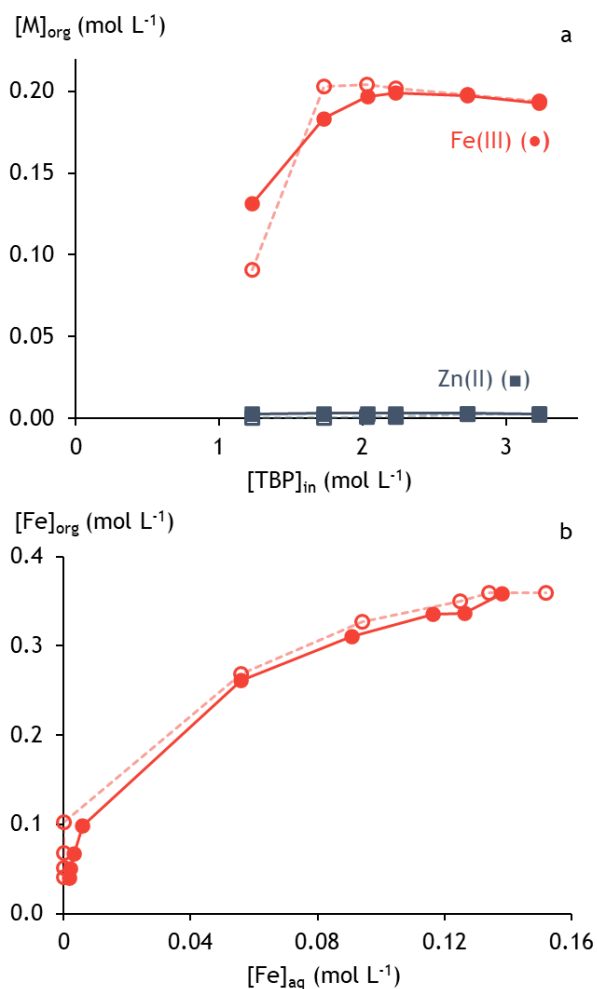 [M]org (mol L-1)
a
0.20
Fe(III) (●)
0.15
0.10
0.05
Zn(II) (■)
0.00
0 1 2 3
[TBP]in (mol L-1)
[Fe]org (mol L-1)
b
0.4
0.3
0.2
0.1
0.0
0 0.04 0.08 0.12 0.16
[Fe]aq (mol L-1)